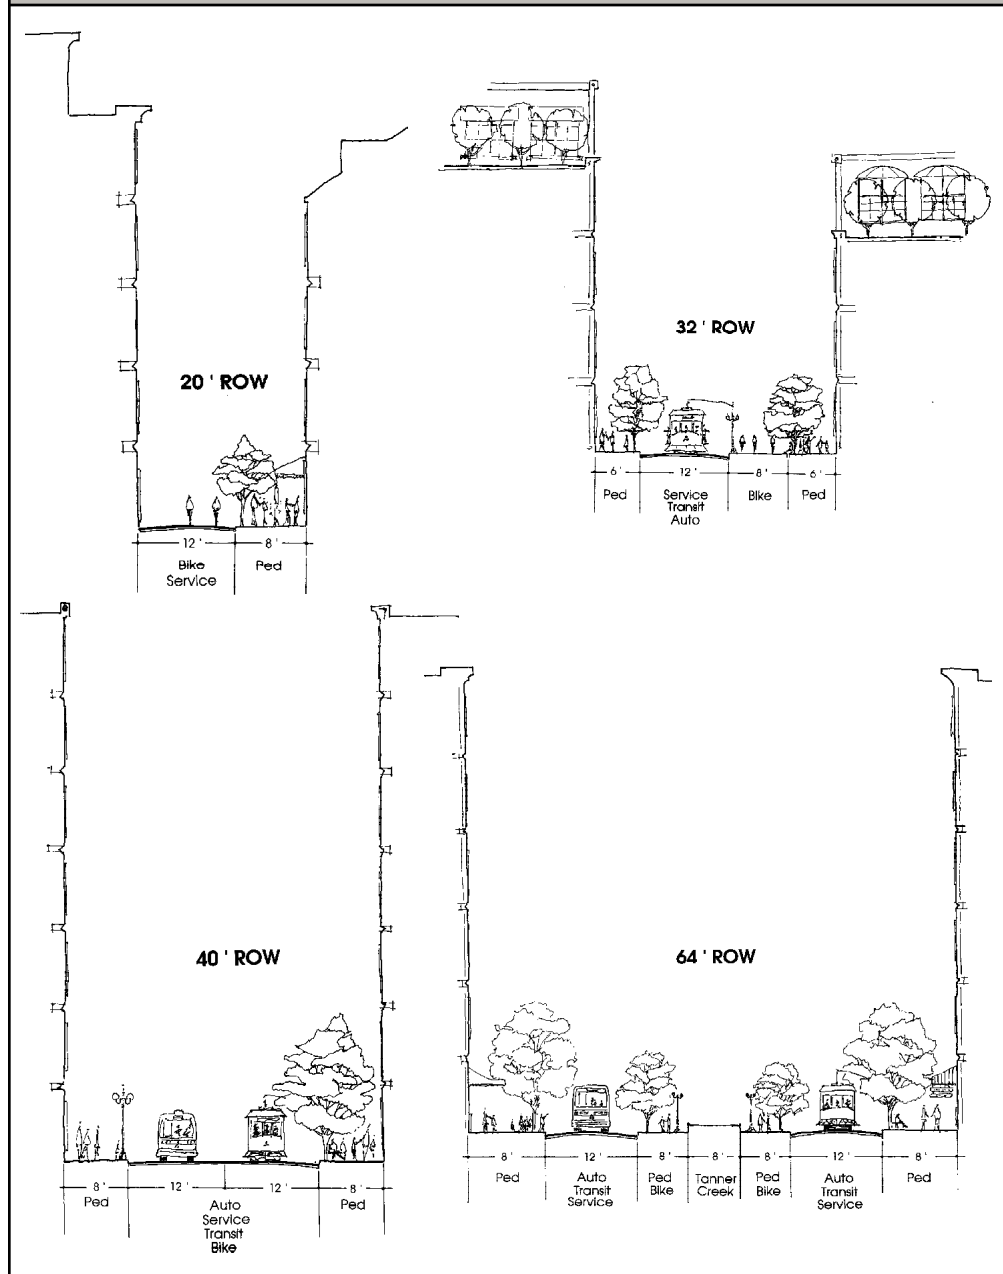 20 ' ROW
12 ' 8 '
Bike Ped
Service
32 ' ROW
6 ' 12 ' 8 ' 6 '
Ped Service Bike Ped
Transit
Auto
40 ' ROW
8 ' 12 ' 12 ' 8 '
Ped Auto Ped
Service
Transit
Bike
64 ' ROW
8 ' 12 ' 8 ' 8 ' 8 ' 12 ' 8 '
Ped Auto Ped Tanner Ped Auto Ped
Transit Bike Creek Bike Transit
Service Service